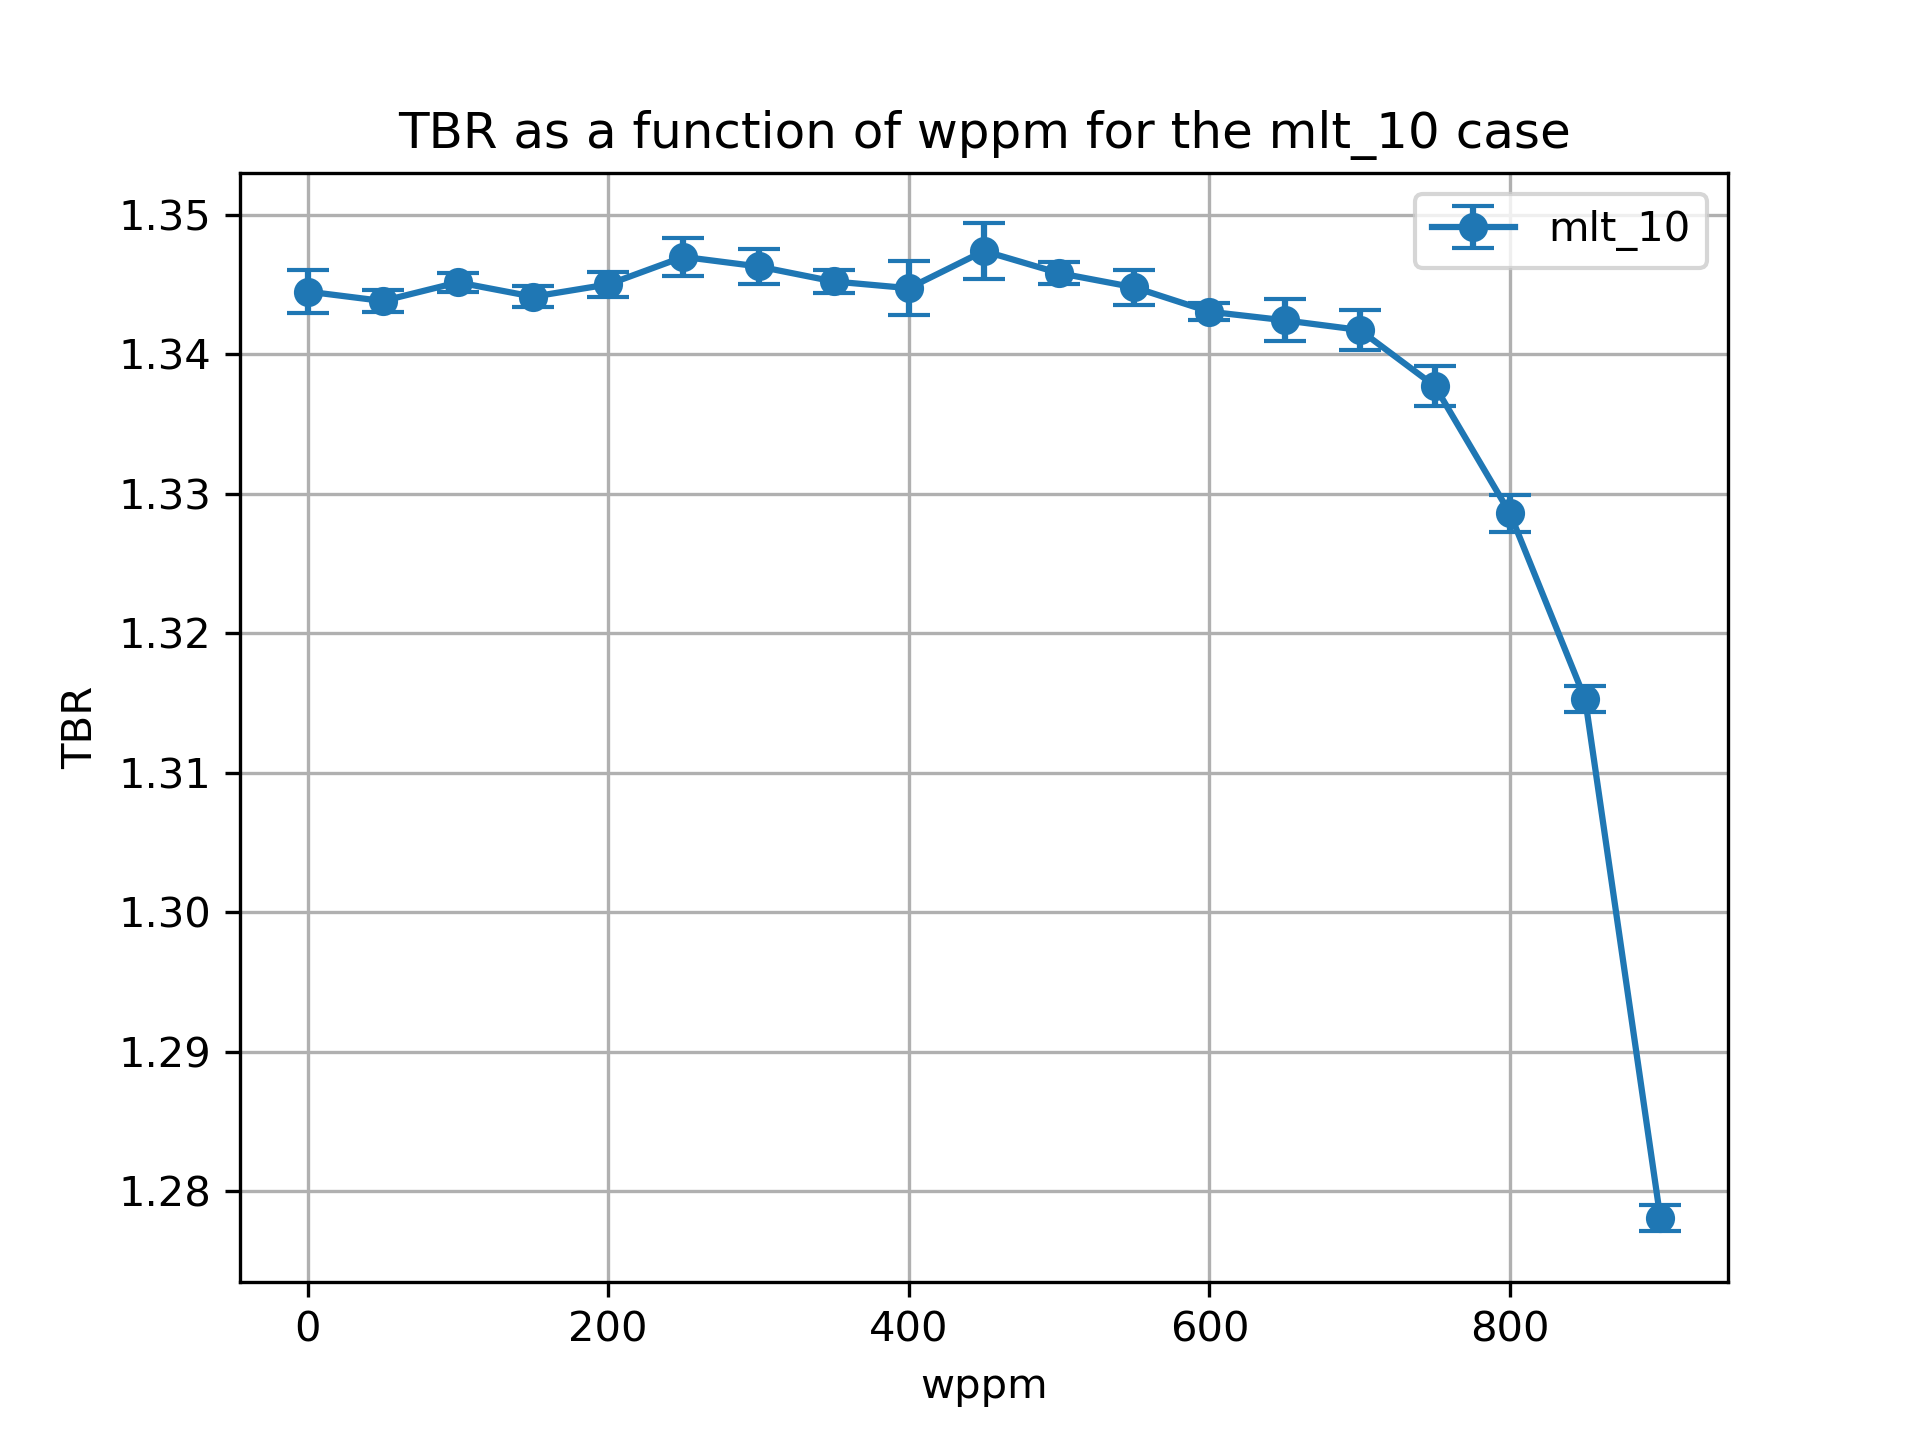 TBR as a function of wppm for the mlt_10 case
mlt_10
1.35
1.34
1.33
1.32
1.31
1.30
1.29
1.28
TBR
0 200 400 600 800
wppm